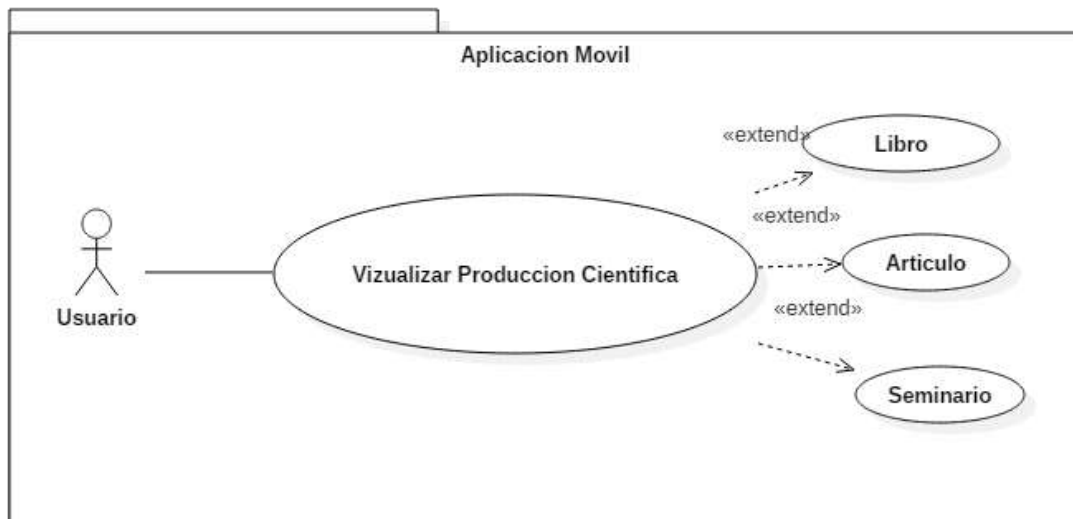 Aplicacion Movil
«extend»
Libro
«extend»
Vizualizar Produccion Cientifica
Articulo
«extend»
Usuario
Seminario